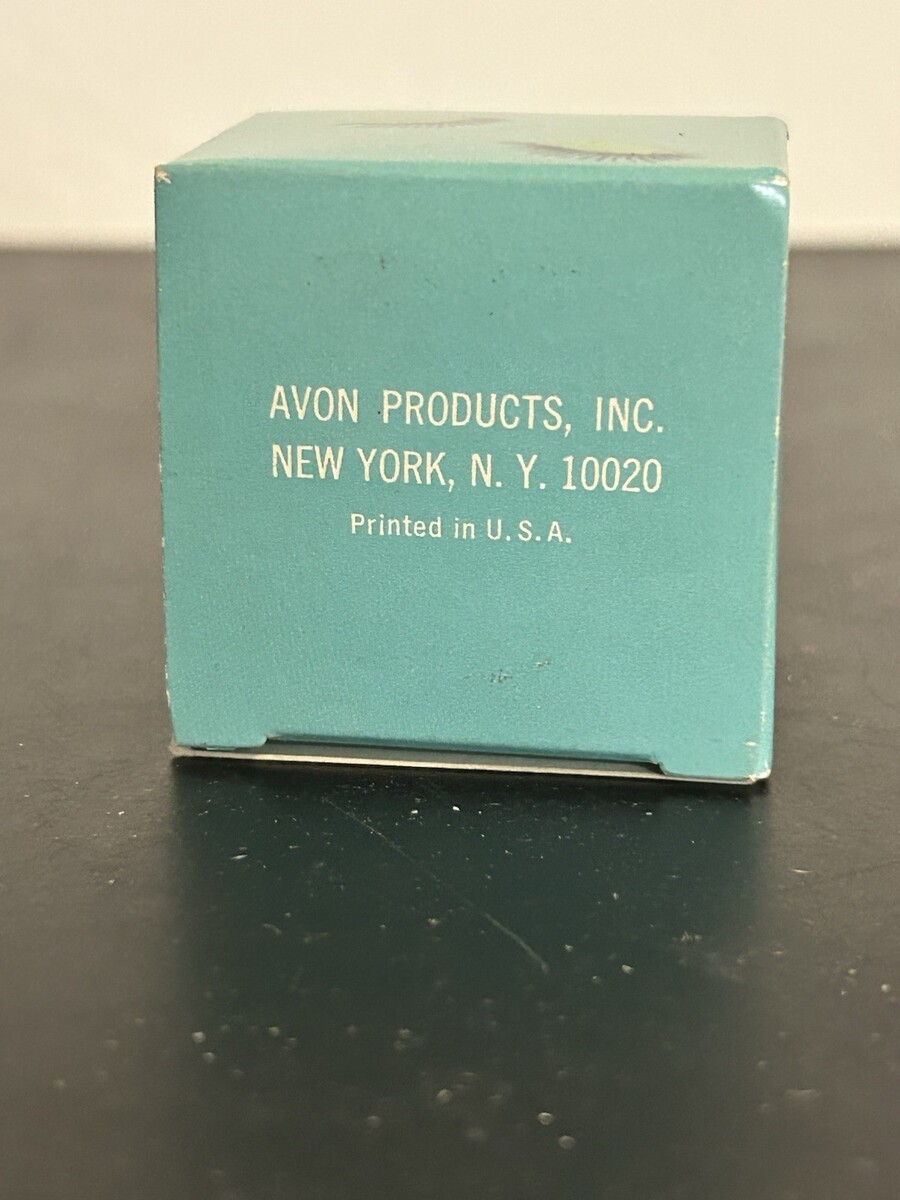 AVON PRODUCTS, INC.
NEW YORK, N. Y. 10020
Printed in U.S.A.